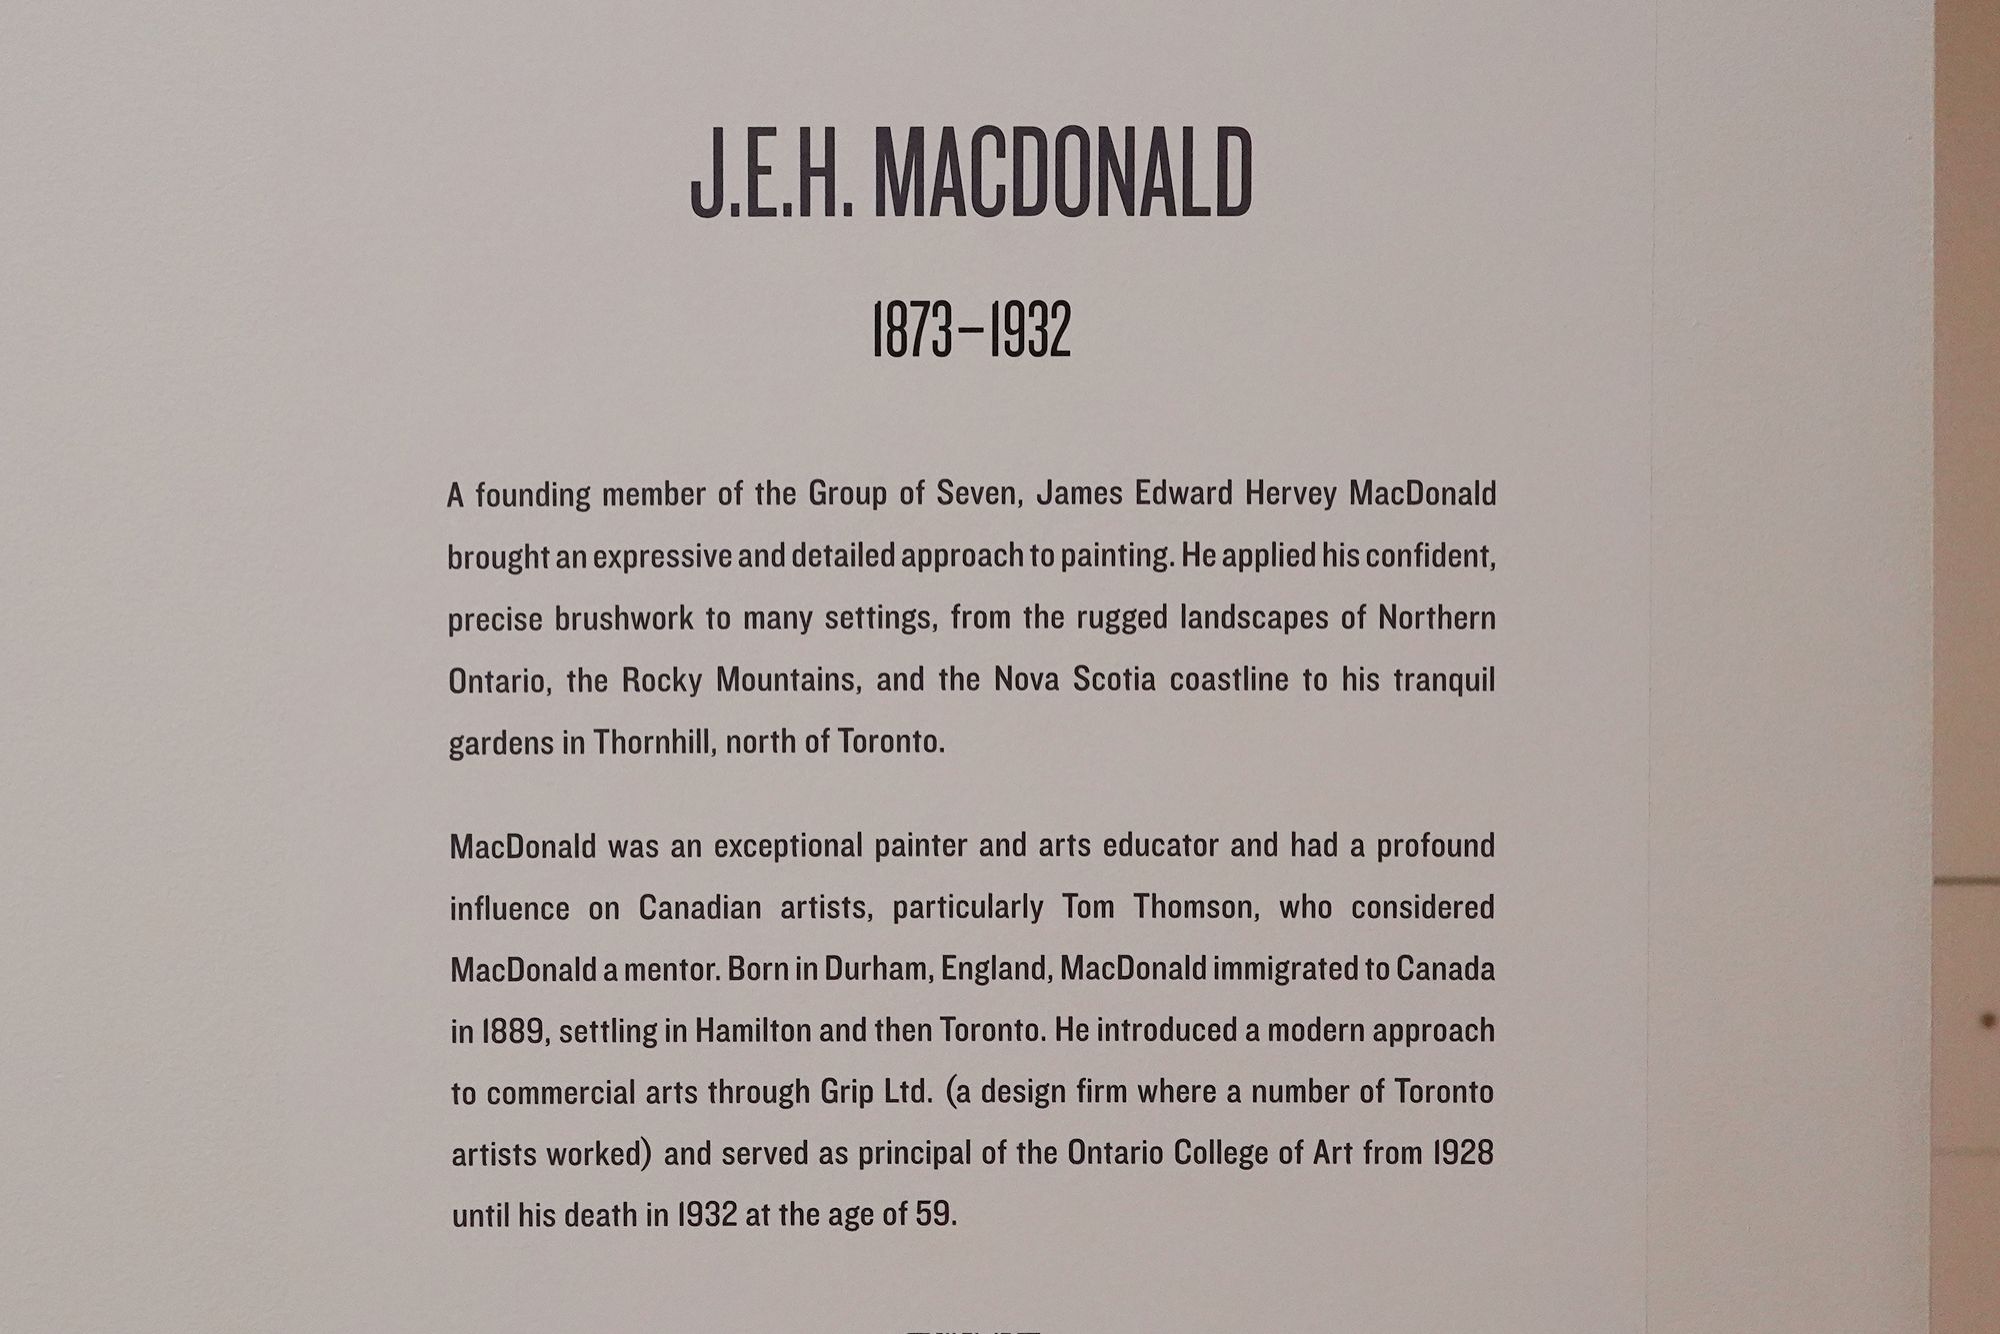 J.E.H. MACDONALD
1873–1932
A founding member of the Group of Seven, James Edward Hervey MacDonald
brought an expressive and detailed approach to painting. He applied his confident,
precise brushwork to many settings, from the rugged landscapes of Northern
Ontario, the Rocky Mountains, and the Nova Scotia coastline to his tranquil
gardens in Thornhill, north of Toronto.
MacDonald was an exceptional painter and arts educator and had a profound
influence on Canadian artists, particularly Tom Thomson, who considered
MacDonald a mentor. Born in Durham, England, MacDonald immigrated to Canada
in 1889, settling in Hamilton and then Toronto. He introduced a modern approach
to commercial arts through Grip Ltd. (a design firm where a number of Toronto
artists worked) and served as principal of the Ontario College of Art from 1928
until his death in 1932 at the age of 59.